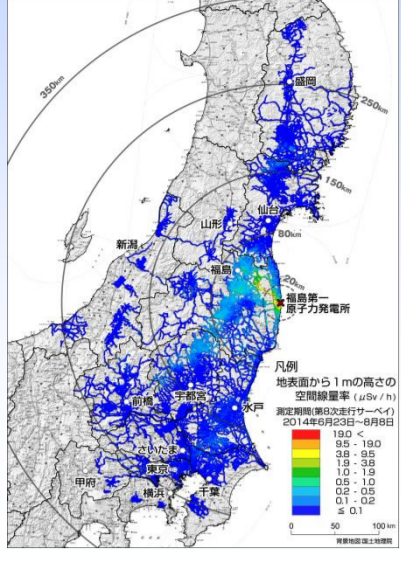 350km
盛岡
250km
150km
仙台
山形
80km
新潟
福島
20km
福島第一
原子力発電所
凡例
地表面から1mの高さの
空間線量率(μSv/h)
測定期間(第8次走行サーベイ)
2014年6月23日~8月8日
19.0 <
9.5 - 19.0
3.8 - 9.5
1.9 - 3.8
1.0 - 1.9
0.5 - 1.0
0.2 - 0.5
0.1 - 0.2
≦ 0.1
宇都宮
前橋
水戸
さいたま
東京
甲府
横浜
千葉
0 50 100 km
背景地図:国土地理院